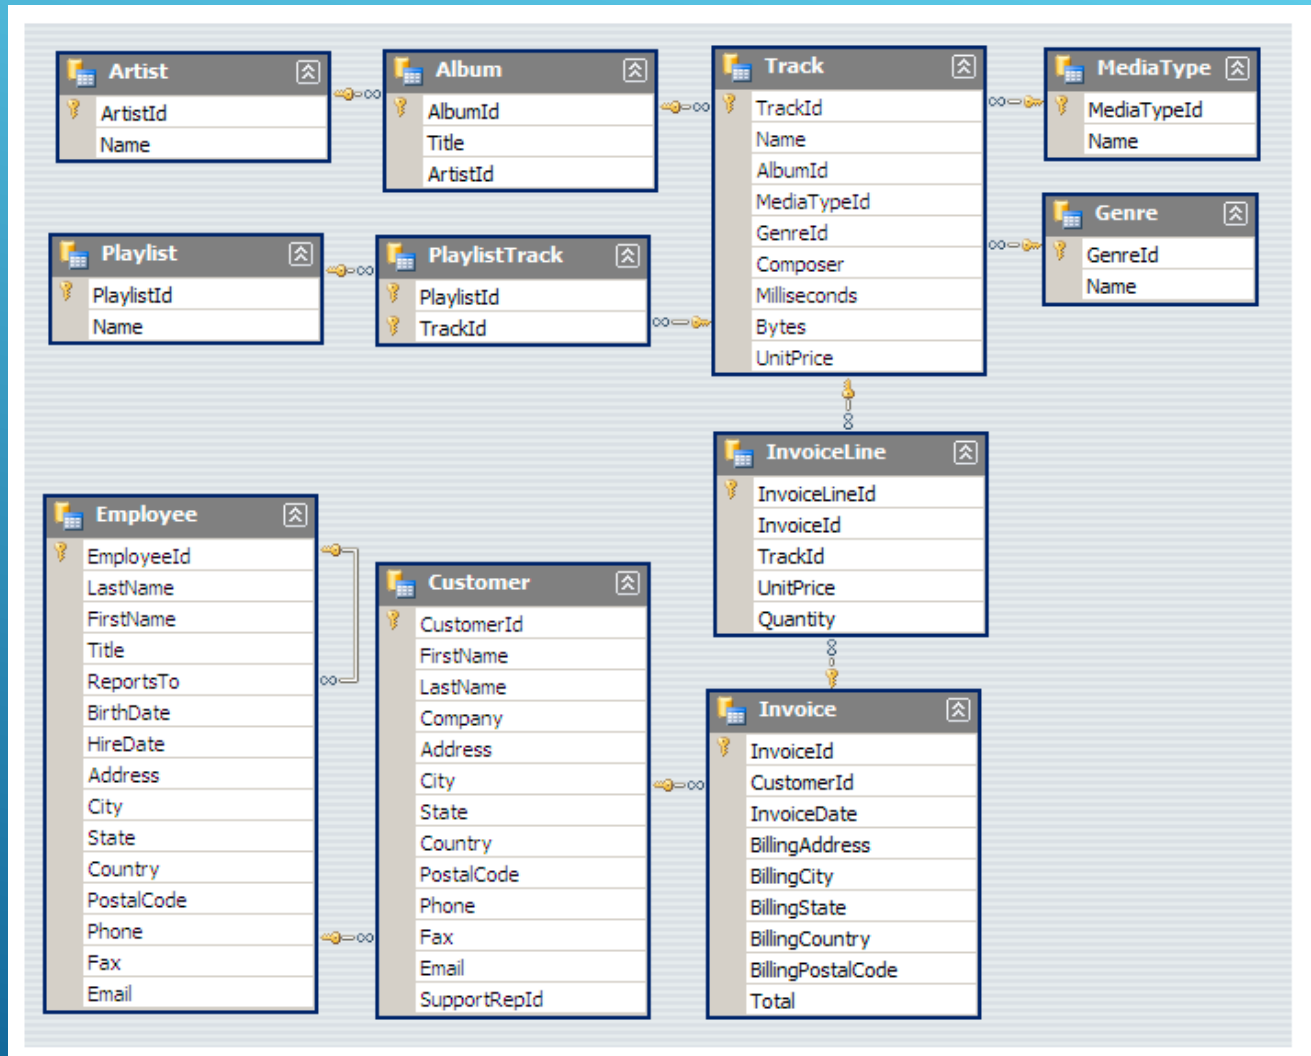 Artist
ArtistId
Name
Album
AlbumId
Title
ArtistId
Track
TrackId
Name
AlbumId
MediaTypeId
GenreId
Composer
Milliseconds
Bytes
UnitPrice
MediaType
MediaTypeId
Name
Genre
GenreId
Name
Playlist
PlaylistId
Name
PlaylistTrack
PlaylistId
TrackId
InvoiceLine
InvoiceLineId
InvoiceId
TrackId
UnitPrice
Quantity
Employee
EmployeeId
LastName
FirstName
Title
ReportsTo
BirthDate
HireDate
Address
City
State
Country
PostalCode
Phone
Fax
Email
Customer
CustomerId
FirstName
LastName
Company
Address
City
State
Country
PostalCode
Phone
Fax
Email
SupportRepId
Invoice
InvoiceId
CustomerId
InvoiceDate
BillingAddress
BillingCity
BillingState
BillingCountry
BillingPostalCode
Total